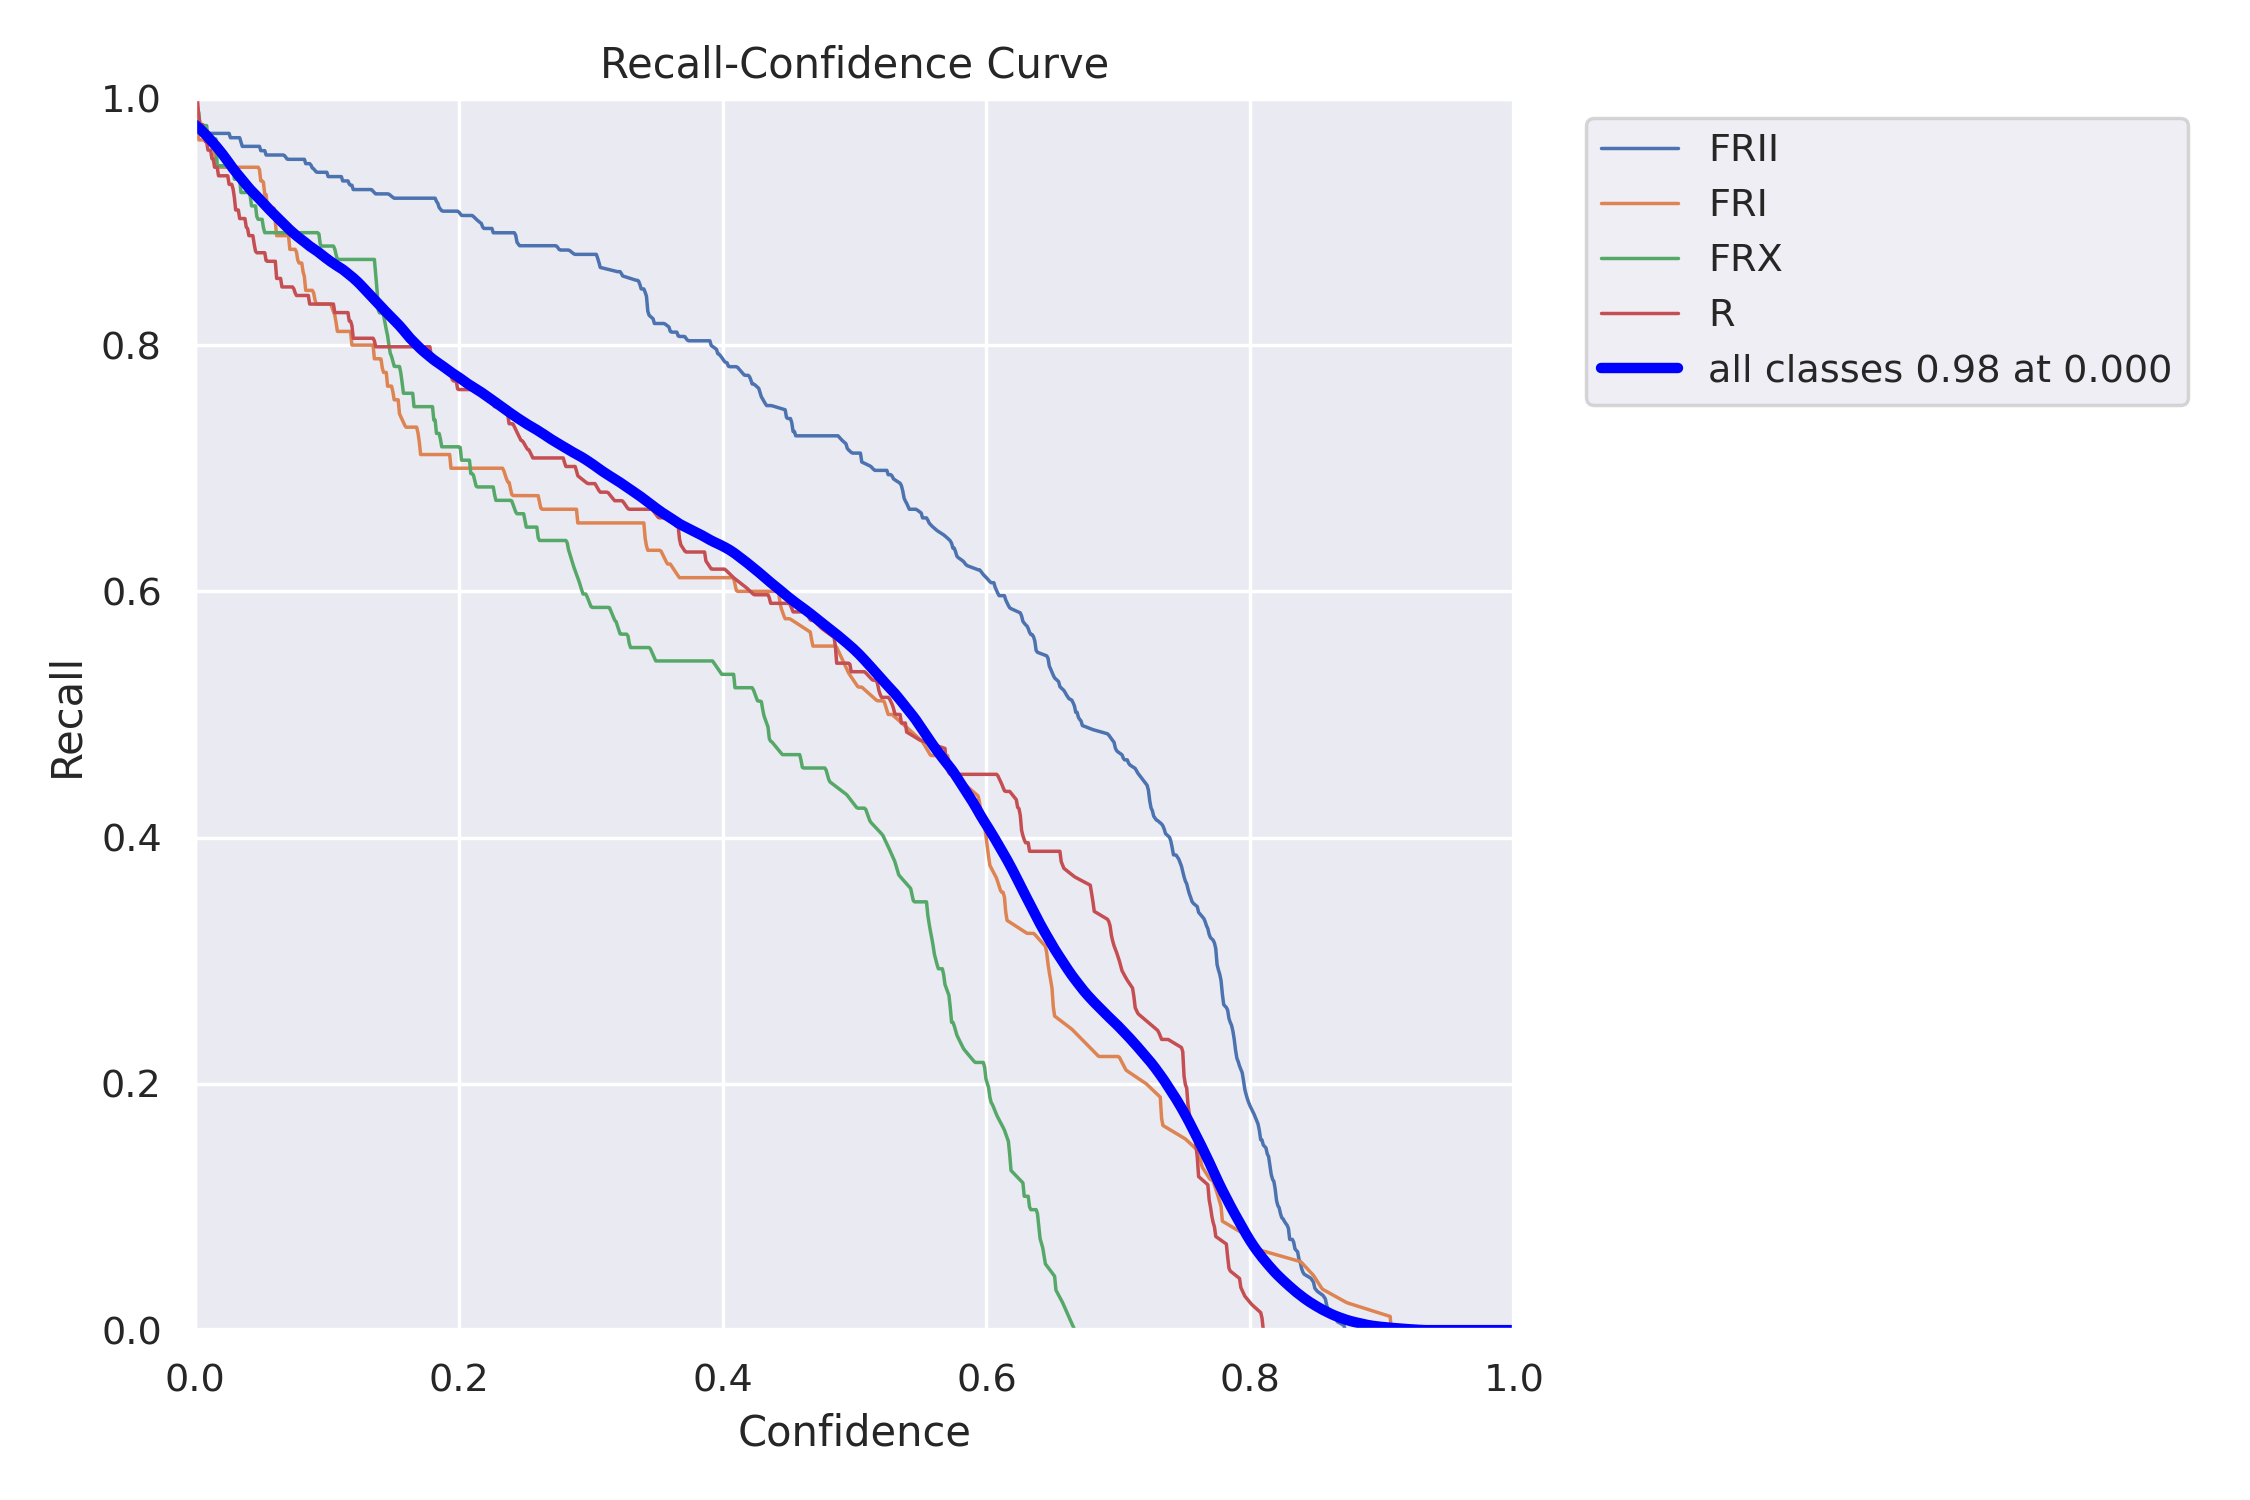 Recall-Confidence Curve
1.0
0.8
0.6
0.4
0.2
0.0
Recall
0.0 0.2 0.4 0.6 0.8 1.0
Confidence
FRII
FRI
FRX
R
all classes 0.98 at 0.000